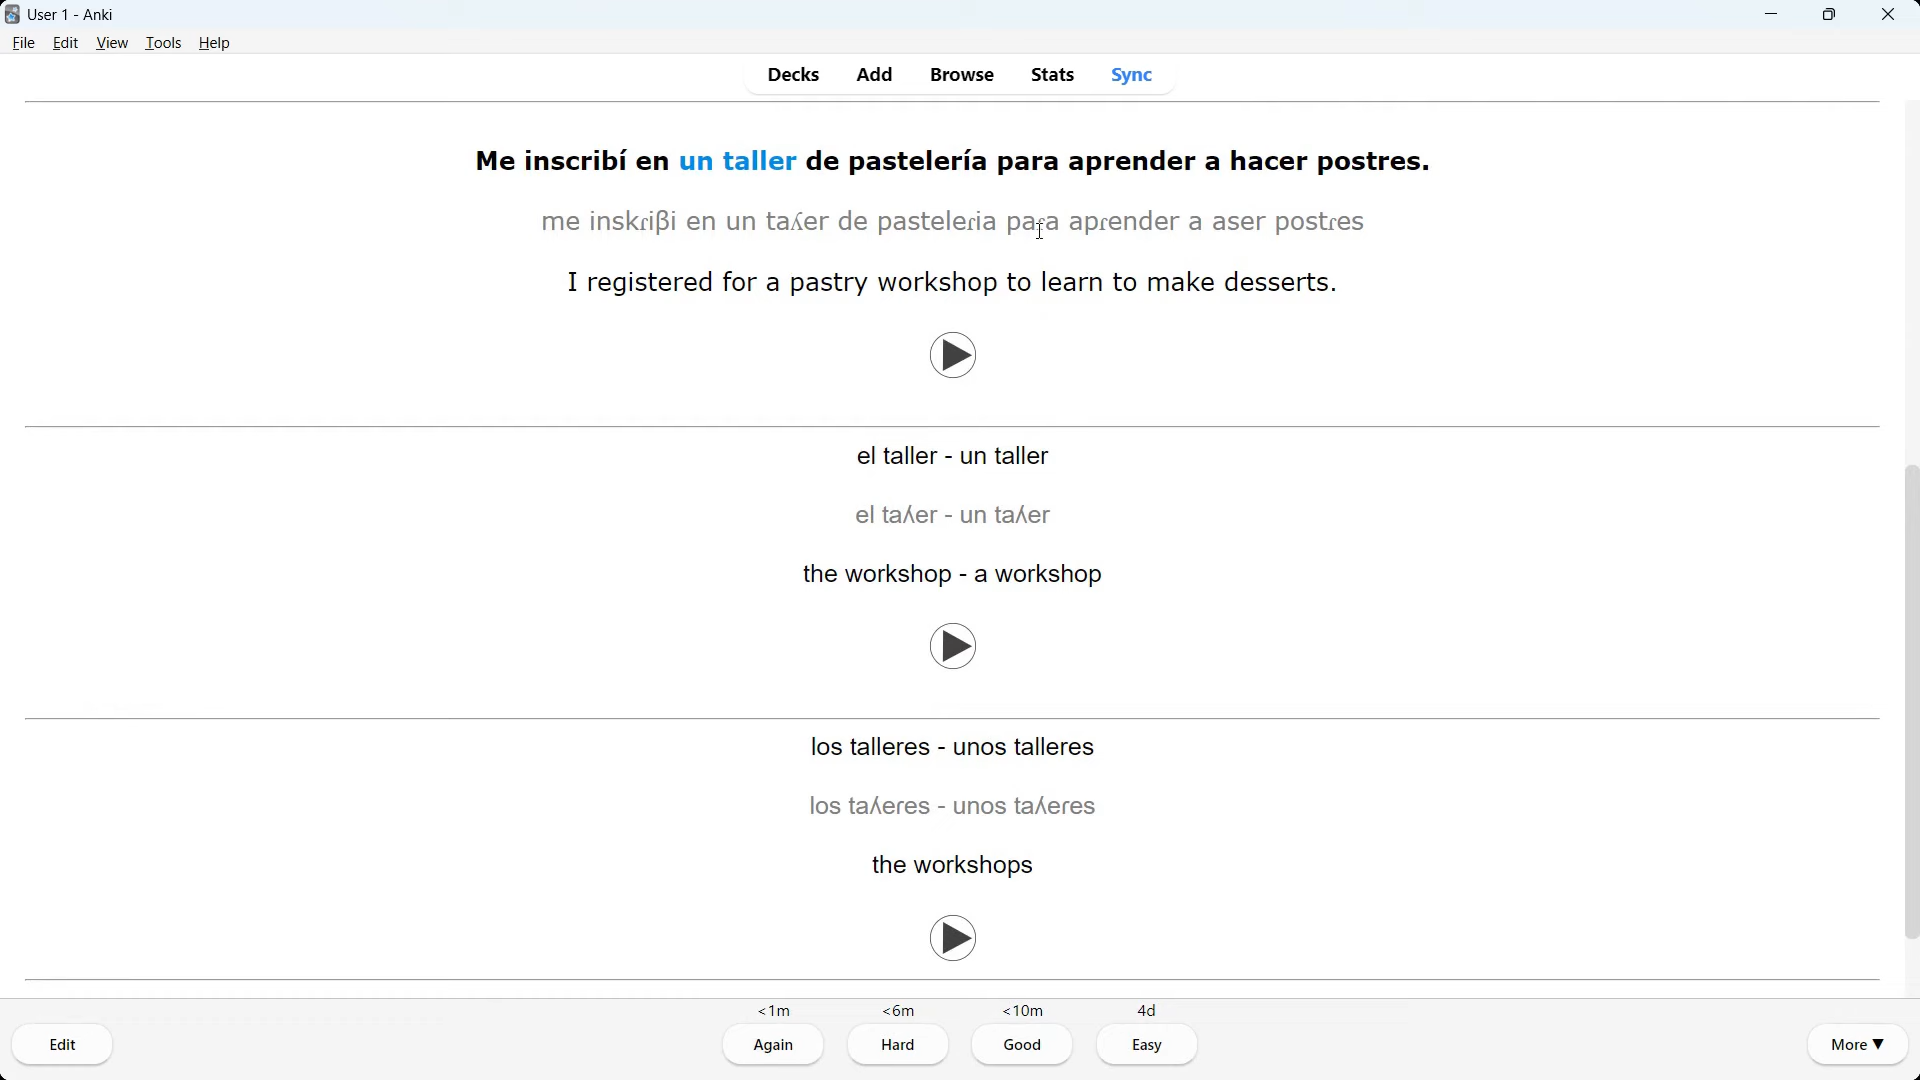 User 1 - Anki
File Edit View Tools Help
Decks Add Browse Stats Sync
Me inscribí en un taller de pastelería para aprender a hacer postres.
me inskɾiβi en un taʎer de pasteleɾia paɾa apɾender a aser postɾes
I registered for a pastry workshop to learn to make desserts.
el taller - un taller
el taʎer - un taʎer
the workshop - a workshop
los talleres - unos talleres
los taʎeɾes - unos taʎeɾes
the workshops
<1m <6m <10m 4d
Edit Again Hard Good Easy More ▼